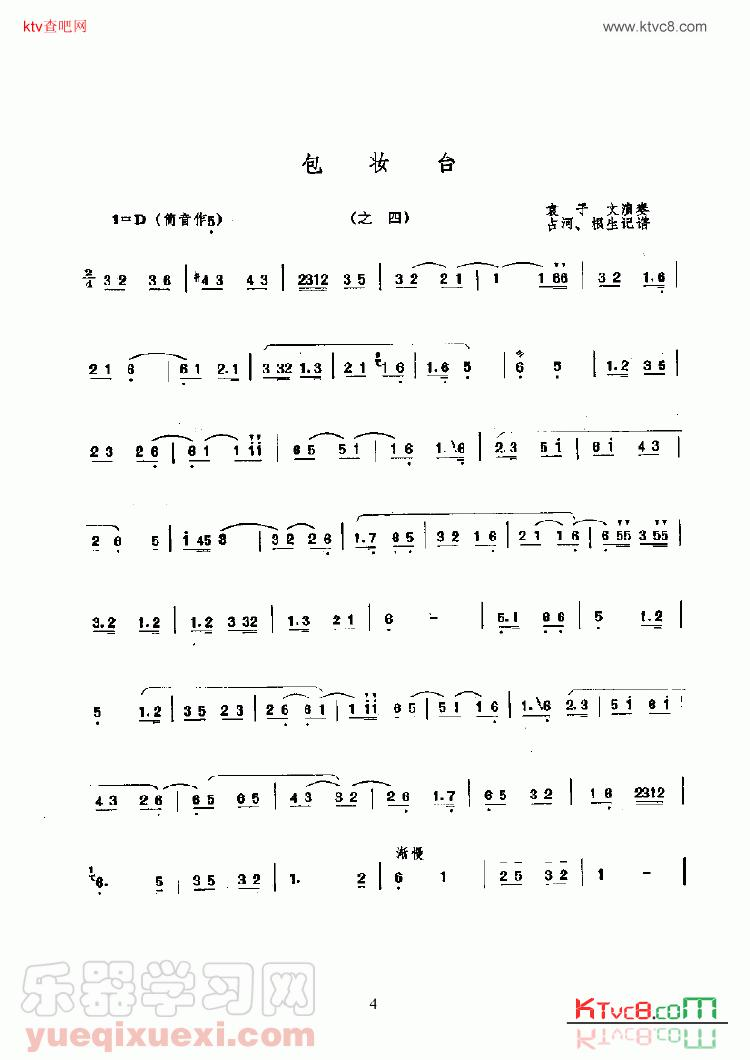 ktv查吧网
www.ktvc8.com
包 妆 台
1=D (筒音作5)
(之 四)
袁 子 文演奏
占河、根生记谱
2/4 3 2 3 6 | #4 3 4 3 | 2312 3 5 | 3 2 2 1 | 1 1 66 | 3 2 1.6 |
2 1 6 | 6 1 2.1 | 3 32 1.3 | 2 1 1 6 | 1.6 5 | 6 5 | 1.2 3 5 |
2 3 2 6 | 6 1 1 ii | 6 5 5 1 | 1 6 1.6 | 2.3 5 i | 6 i 4 3 |
2 6 5 | i 45 3 | 3 2 2 6 | 1.7 6 5 | 3 2 1 6 | 2 1 1 6 | 6 55 3 55 |
3.2 1.2 | 1.2 3 32 | 1.3 2 1 | 6 - | 5.1 6 6 | 5 1.2 |
5 1.2 | 3 5 2 3 | 2 6 6 1 | 1 ii 6 5 | 5 1 1 6 | 1.6 2.3 | 5 i 6 i |
4 3 2 6 | 6 5 6 5 | 4 3 3 2 | 2 6 1.7 | 6 5 3 2 | 1 6 2312 |
渐慢
6. 5 | 3 5 3 2 | 1. 2 | 6 1 | 2 5 3 2 | 1 - |
4
乐器学习网
yueqixuexi.com
KTvc8.com